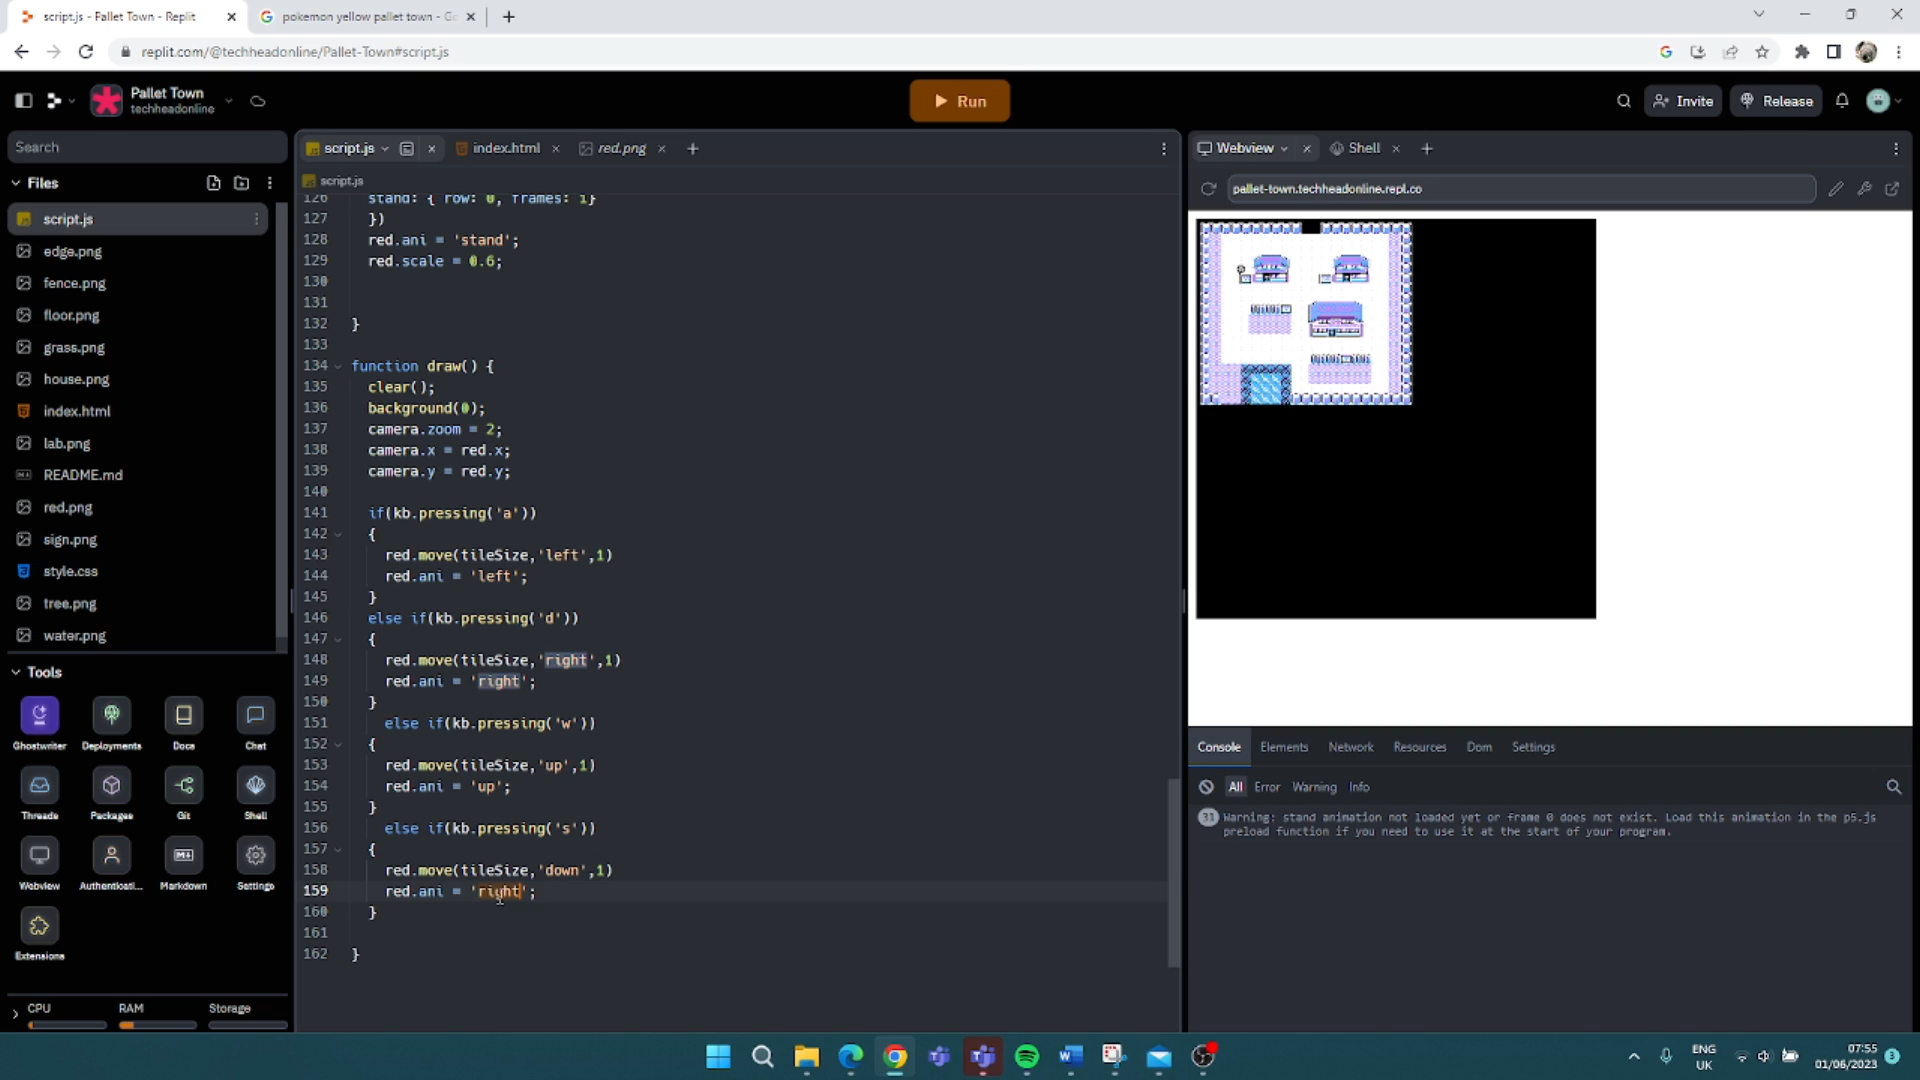 script.js - Pallet Town - Replit
pokemon yellow pallet town - Go
replit.com/@techheadonline/Pallet-Town#script.js
Pallet Town
techheadonline
Run
Invite
Release
Search
script.js
index.html
red.png
Webview
Shell
Files
script.js
pallet-town.techheadonline.repl.co
script.js
edge.png
fence.png
floor.png
grass.png
house.png
index.html
lab.png
README.md
red.png
sign.png
style.css
tree.png
water.png
Tools
Ghostwriter
Deployments
Docs
Chat
Threads
Packages
Git
Shell
Webview
Authenticati...
Markdown
Settings
Extensions
CPU
RAM
Storage
126 stand: { row: 0, frames: 1}
127 })
128 red.ani = 'stand';
129 red.scale = 0.6;
130
131
132 }
133
134 function draw() {
135 clear();
136 background(0);
137 camera.zoom = 2;
138 camera.x = red.x;
139 camera.y = red.y;
140
141 if(kb.pressing('a'))
142 {
143 red.move(tileSize,'left',1)
144 red.ani = 'left';
145 }
146 else if(kb.pressing('d'))
147 {
148 red.move(tileSize,'right',1)
149 red.ani = 'right';
150 }
151 else if(kb.pressing('w'))
152 {
153 red.move(tileSize,'up',1)
154 red.ani = 'up';
155 }
156 else if(kb.pressing('s'))
157 {
158 red.move(tileSize,'down',1)
159 red.ani = 'right';
160 }
161
162 }
Console
Elements
Network
Resources
Dom
Settings
All
Error
Warning
Info
31 Warning: stand animation not loaded yet or frame 0 does not exist. Load this animation in the p5.js
preload function if you need to use it at the start of your program.
ENG
UK
07:55
01/06/2023
3